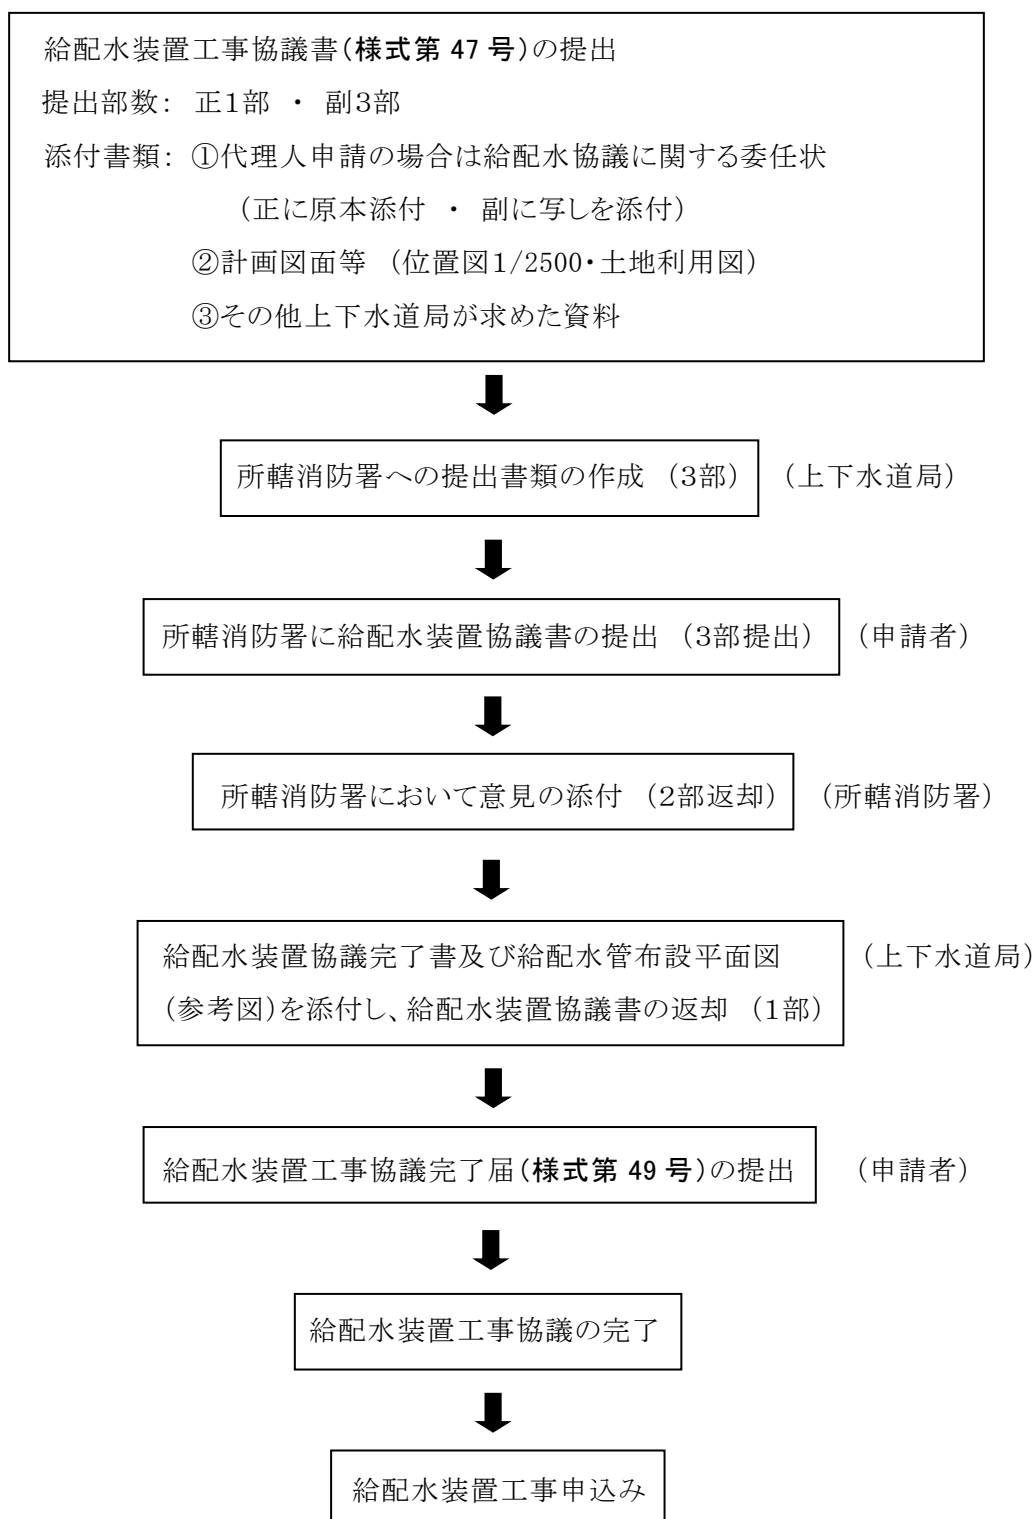 給配水装置工事協議書(様式第 47 号)の提出
提出部数： 正１部 ・ 副３部
添付書類： ①代理人申請の場合は給配水協議に関する委任状
（正に原本添付 ・ 副に写しを添付）
②計画図面等 （位置図１/2500・土地利用図）
③その他上下水道局が求めた資料
所轄消防署への提出書類の作成 （３部） （上下水道局）
所轄消防署に給配水装置協議書の提出 （３部提出） （申請者）
所轄消防署において意見の添付 （２部返却） （所轄消防署）
給配水装置協議完了書及び給配水管布設平面図 （上下水道局）
（参考図）を添付し、給配水装置協議書の返却 （１部）
給配水装置工事協議完了届(様式第 49 号)の提出 （申請者）
給配水装置工事協議の完了
給配水装置工事申込み